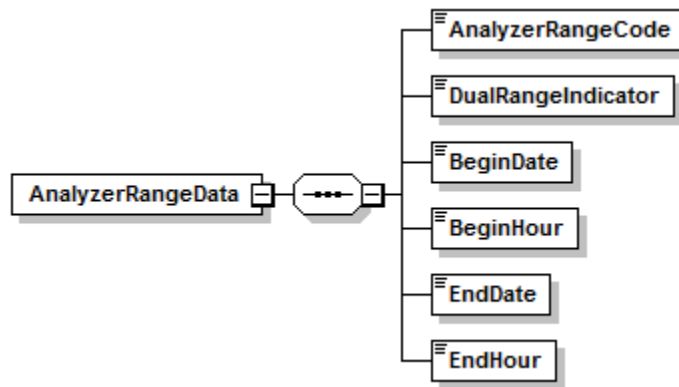 AnalyzerRangeCode
DualRangeIndicator
BeginDate
AnalyzerRangeData
BeginHour
EndDate
EndHour